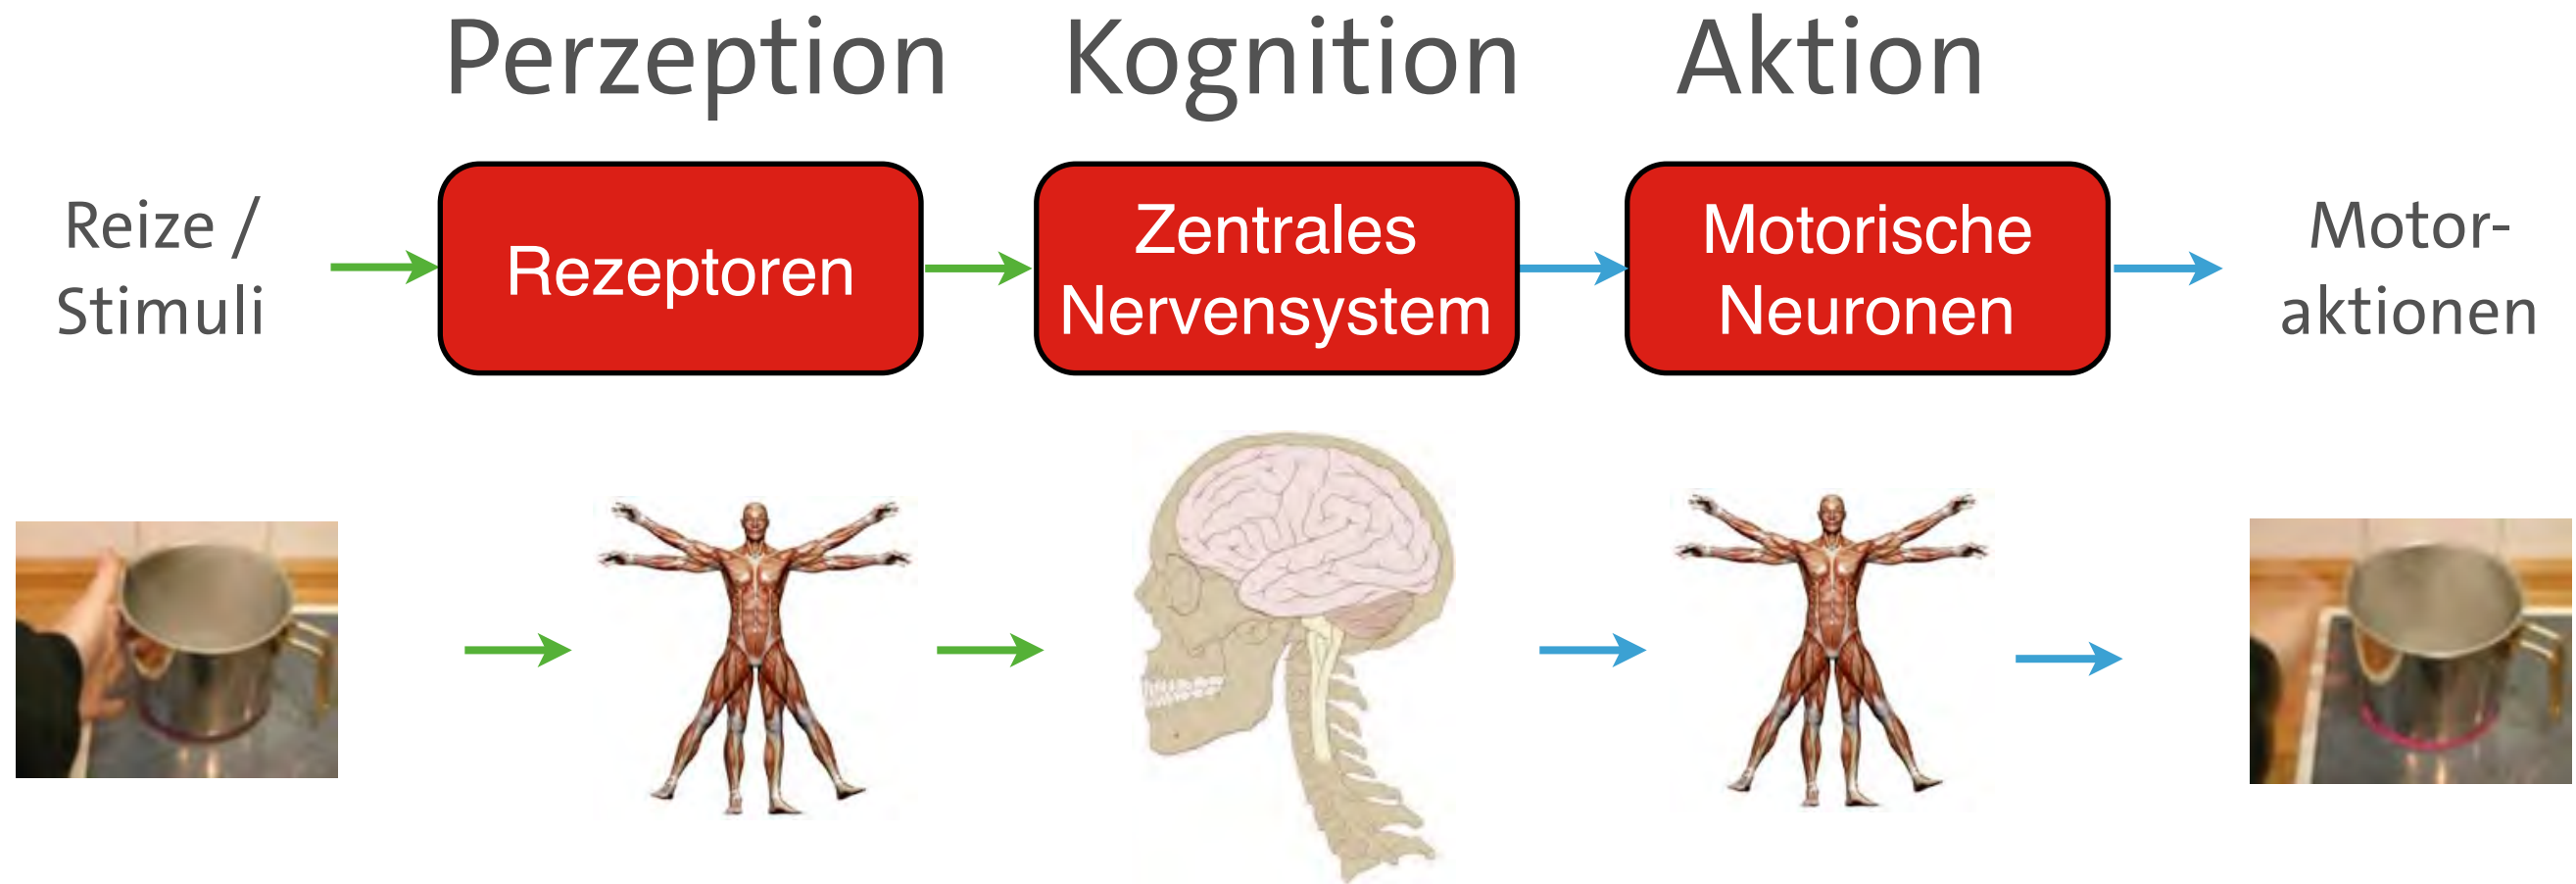 Perzeption Kognition Aktion
Reize /
Stimuli
Rezeptoren
Zentrales
Nervensystem
Motorische
Neuronen
Motor-
aktionen